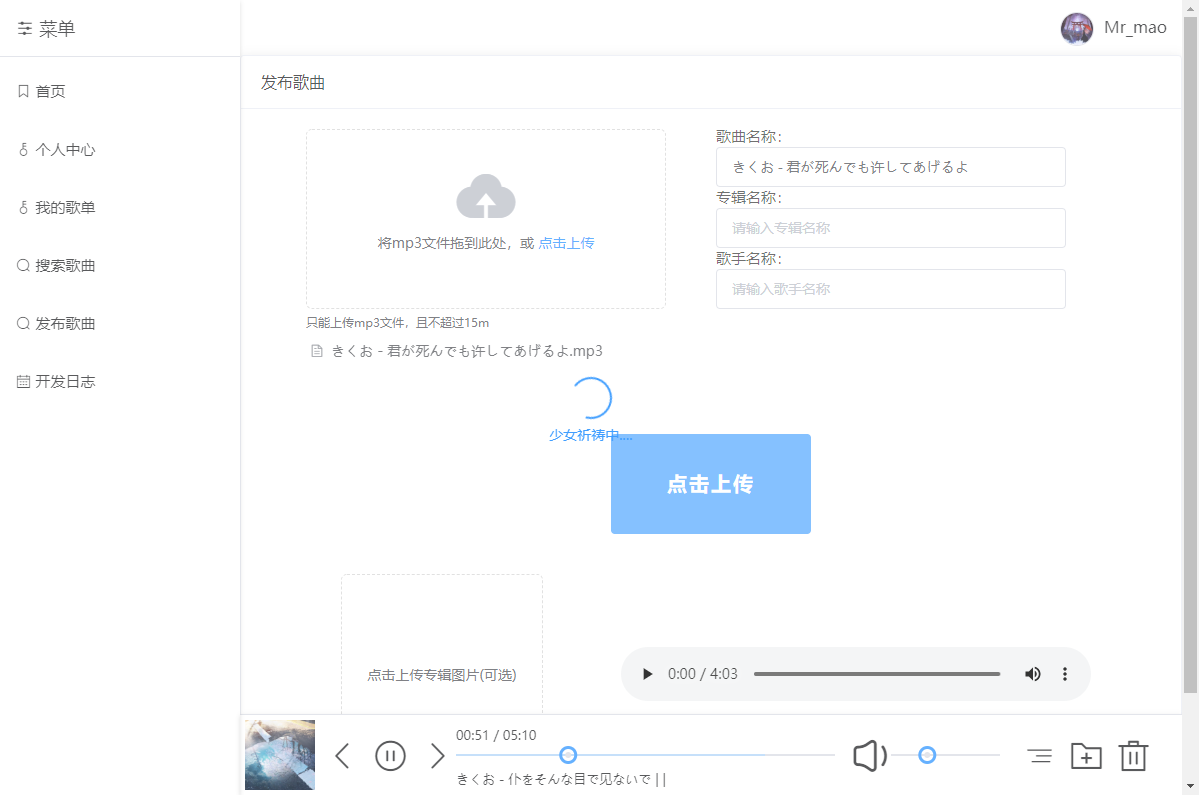 菜单
Mr_mao
首页
个人中心
我的歌单
搜索歌曲
发布歌曲
开发日志
发布歌曲
将mp3文件拖到此处，或 点击上传
只能上传mp3文件，且不超过15m
きくお - 君が死んでも许してあげるよ.mp3
歌曲名称：
きくお - 君が死んでも许してあげるよ
专辑名称：
请输入专辑名称
歌手名称：
请输入歌手名称
少女祈祷中....
点击上传
点击上传专辑图片(可选)
0:00 / 4:03
00:51 / 05:10
きくお - 仆をそんな目で见ないで | |